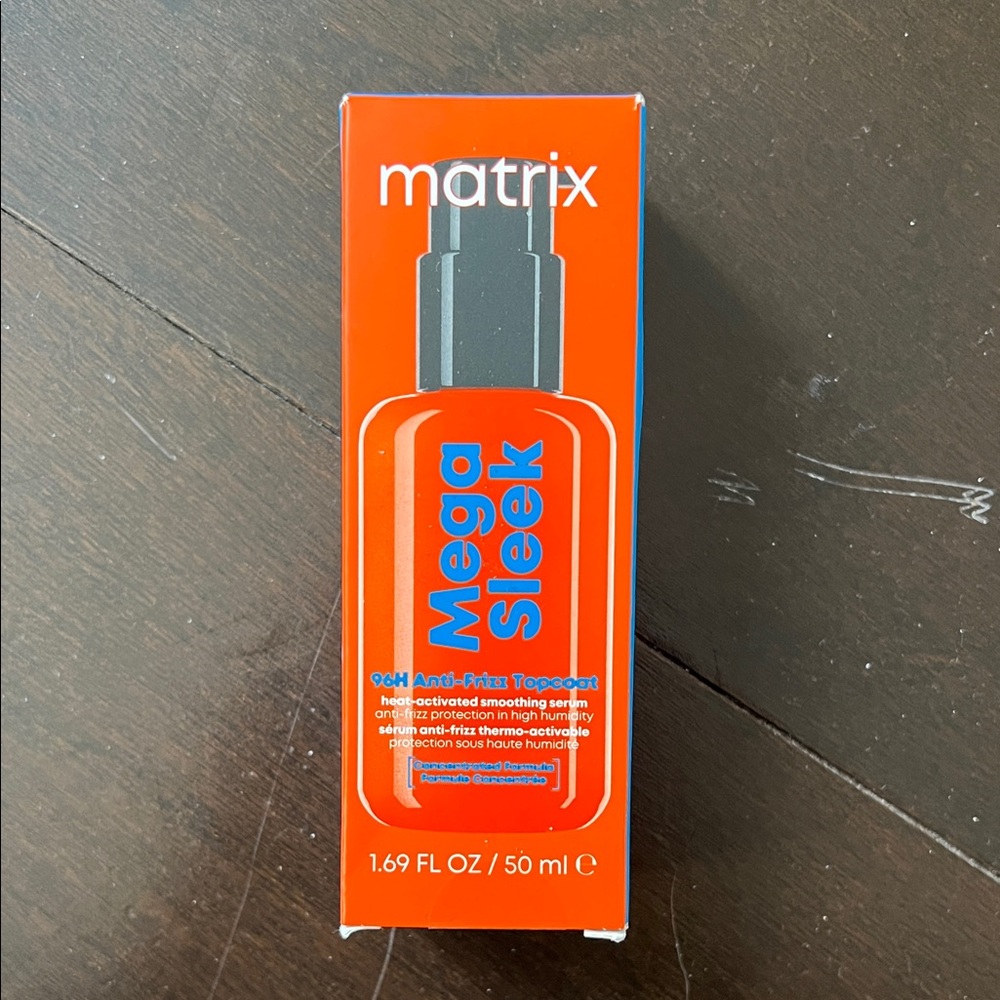 matrix
Mega
Sleek
96H Anti-Frizz Topcoat
heat-activated smoothing serum
anti-frizz protection in high humidity
sérum anti-frizz thermo-activable
protection sous haute humidité
[Concentrated Formula
Formule Concentrée]
1.69 FL OZ / 50 ml ℮